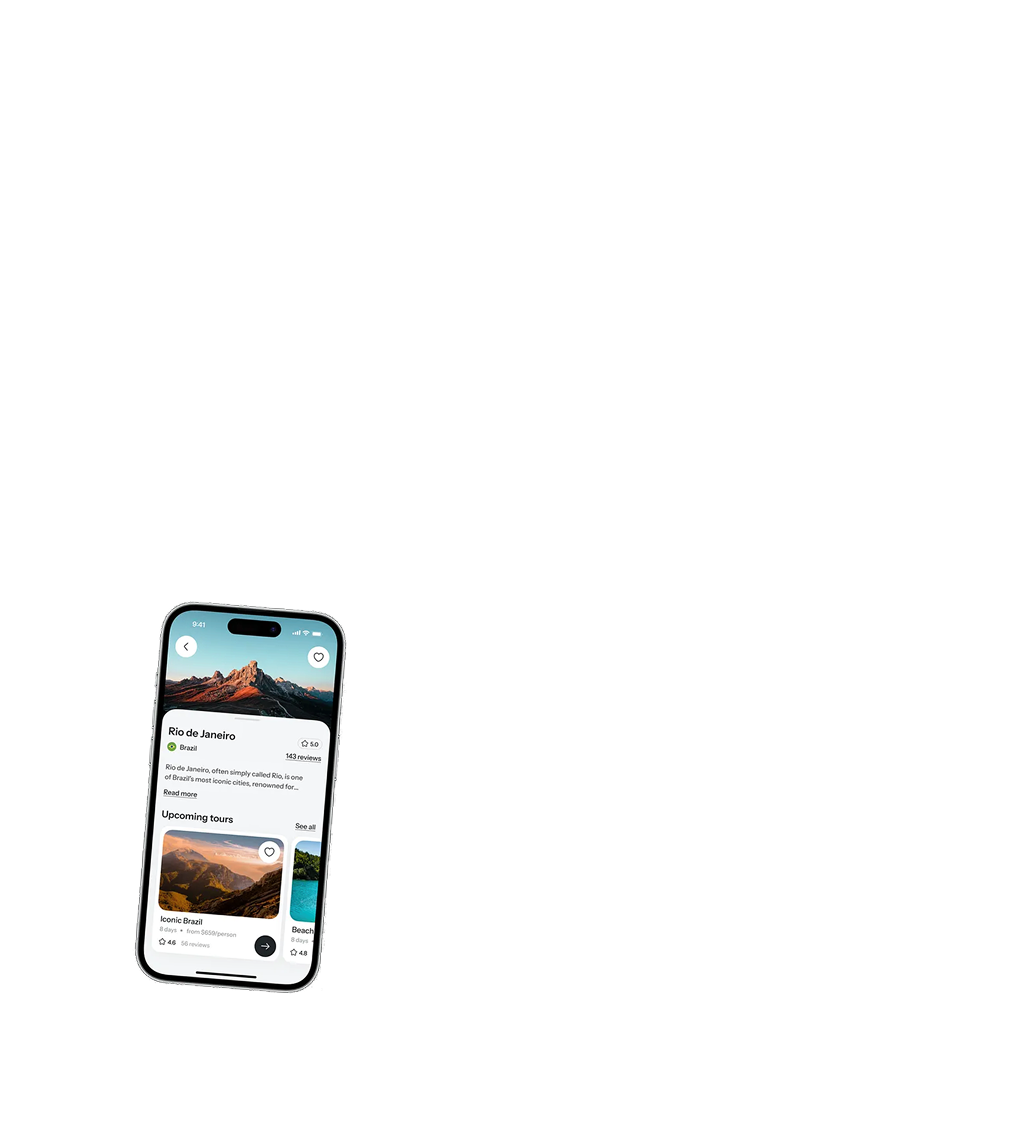 9:41
Rio de Janeiro
5.0
Brazil
143 reviews
Rio de Janeiro, often simply called Rio, is one
of Brazil's most iconic cities, renowned for...
Read more
Upcoming tours
See all
Iconic Brazil
8 days • from $659/person
4.6 56 reviews
Beach
8 days •
4.8